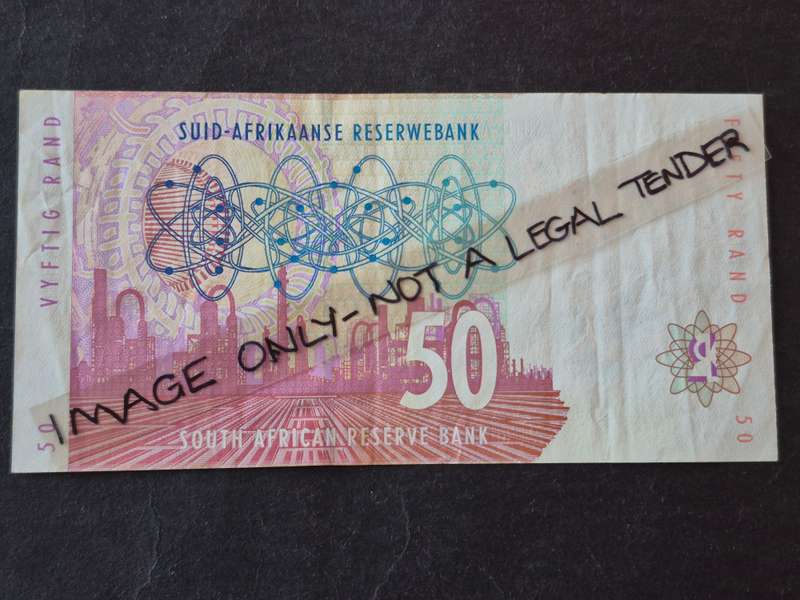 SUID-AFRIKAANSE RESERWEBANK
VYFTIG RAND
50
IMAGE ONLY - NOT A LEGAL TENDER
50
SOUTH AFRICAN RESERVE BANK
FIFTY RAND
R
50